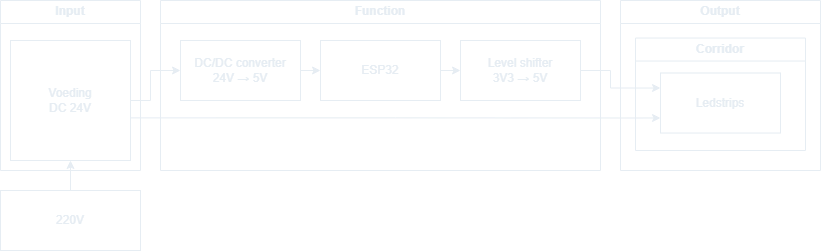 Input
Function
Output
Voeding
DC 24V
DC/DC converter
24V → 5V
ESP32
Level shifter
3V3 → 5V
Corridor
Ledstrips
220V